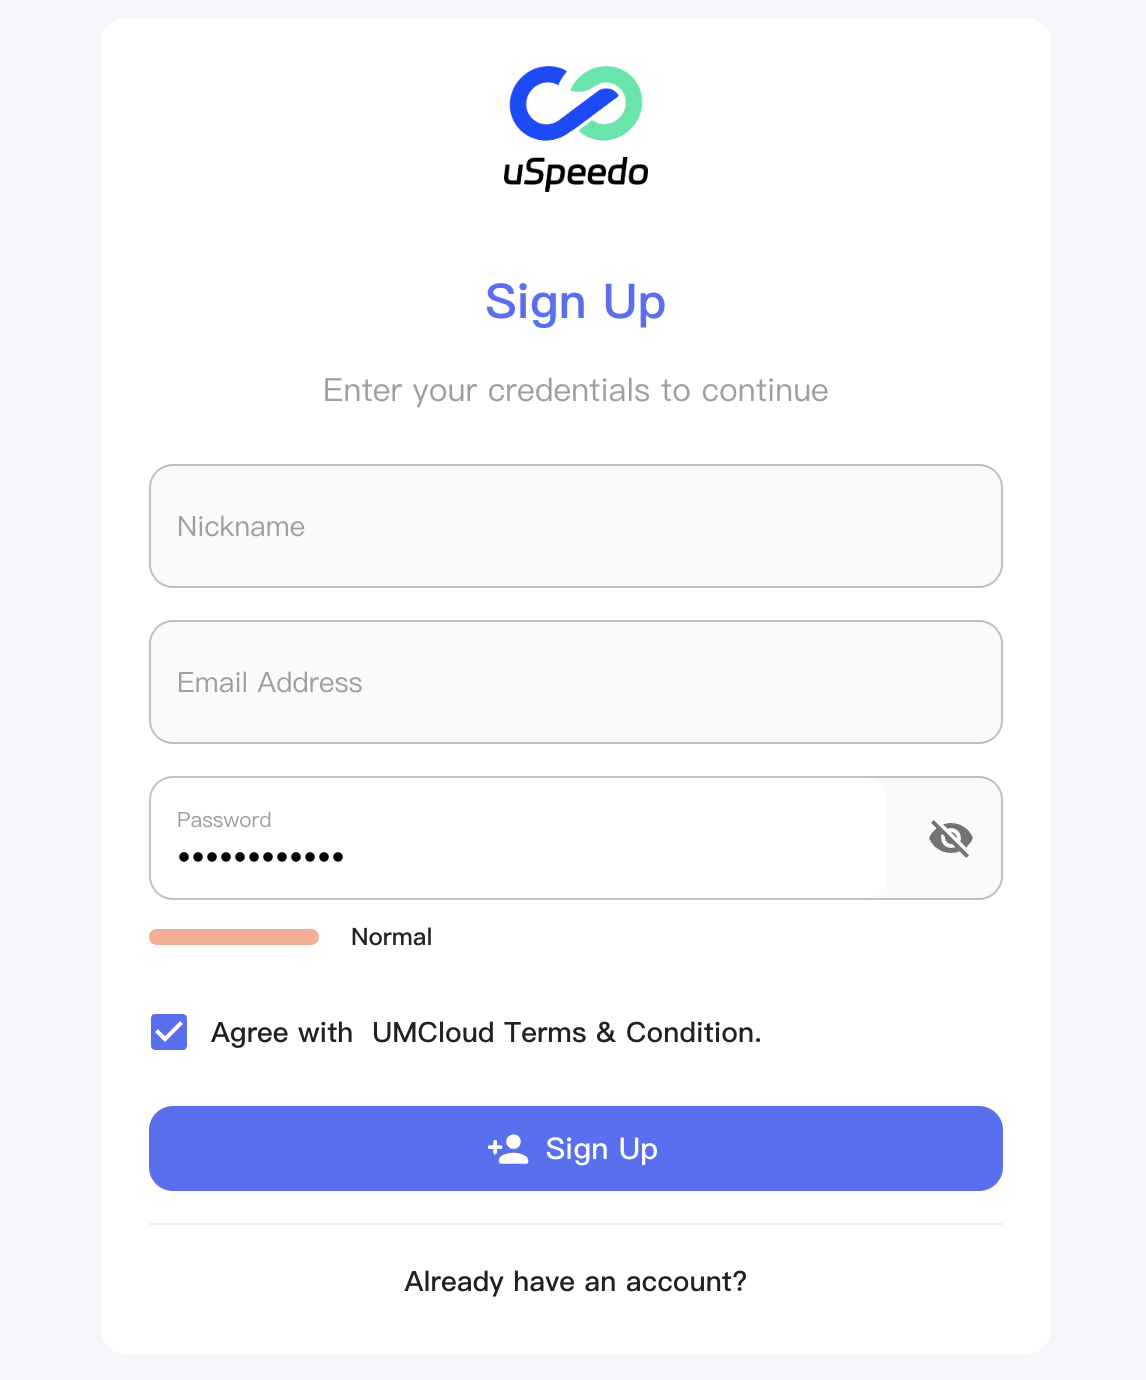 uSpeedo
Sign Up
Enter your credentials to continue
Nickname
Email Address
Password
••••••••••••
Normal
Agree with UMCloud Terms & Condition.
Sign Up
Already have an account?